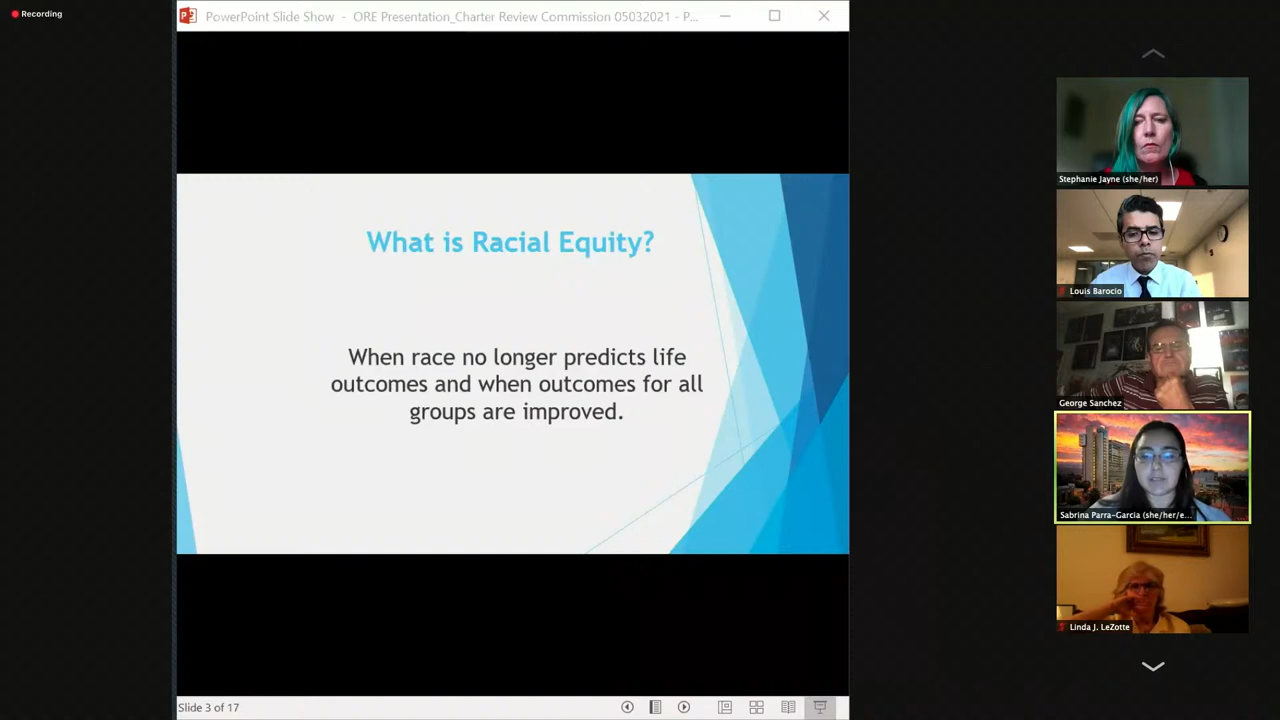 Recording
PowerPoint Slide Show - ORE Presentation_Charter Review Commission 05032021 - P...
What is Racial Equity?
When race no longer predicts life
outcomes and when outcomes for all
groups are improved.
Slide 3 of 17
Stephanie Jayne (she/her)
Louis Barocio
George Sanchez
Sabrina Parra-Garcia (she/her/e...
Linda J. LeZotte